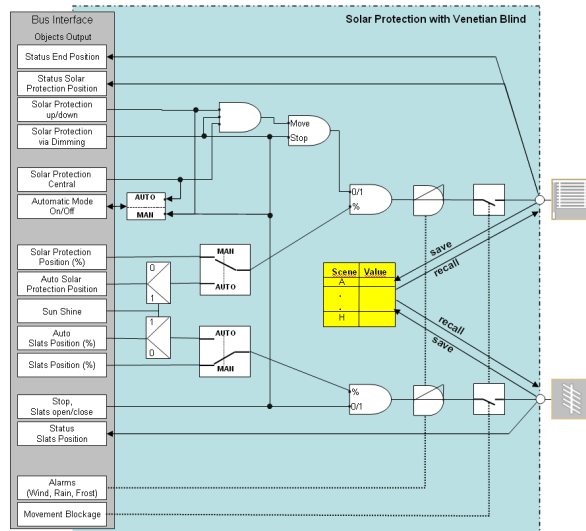 Bus Interface
Solar Protection with Venetian Blind
Objects Output
Status End Position
Status Solar
Protection Position
Solar Protection
up/down
Solar Protection
via Dimming
Move
Stop
Solar Protection
Central
Automatic Mode
On/Off
AUTO
MAN
0/1
%
Solar Protection
Position (%)
Auto Solar
Protection Position
0
1
MAN
AUTO
save
recall
Scene Value
A
.
.
H
Sun Shine
Auto
Slats Position (%)
1
0
AUTO
MAN
recall
save
Slats Position (%)
Stop,
Slats open/close
%
0/1
Status
Slats Position
Alarms
(Wind, Rain, Frost)
Movement Blockage